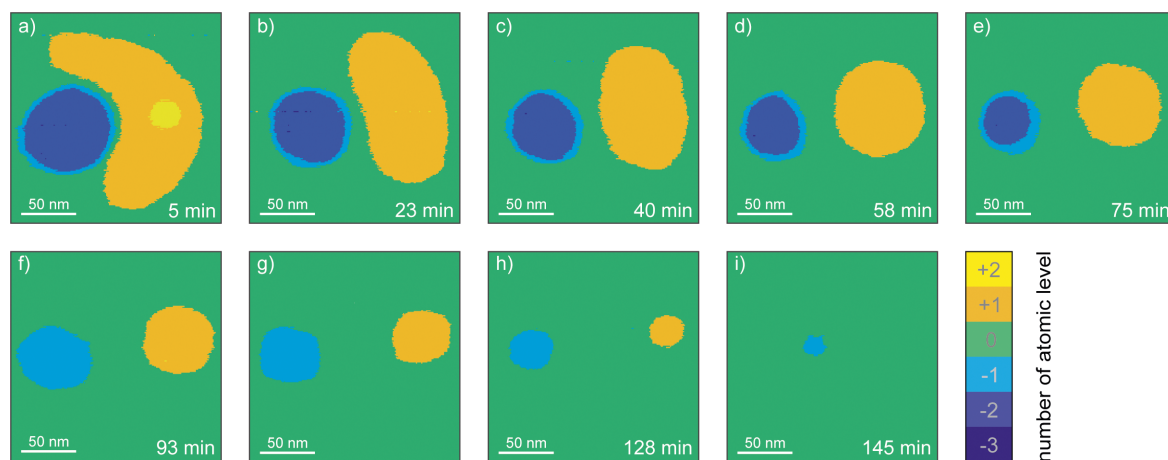 a)
50 nm
5 min
b)
50 nm
23 min
c)
50 nm
40 min
d)
50 nm
58 min
e)
50 nm
75 min
f)
50 nm
93 min
g)
50 nm
h)
50 nm
128 min
i)
50 nm
145 min
+2
+1
0
-1
-2
-3
number of atomic level